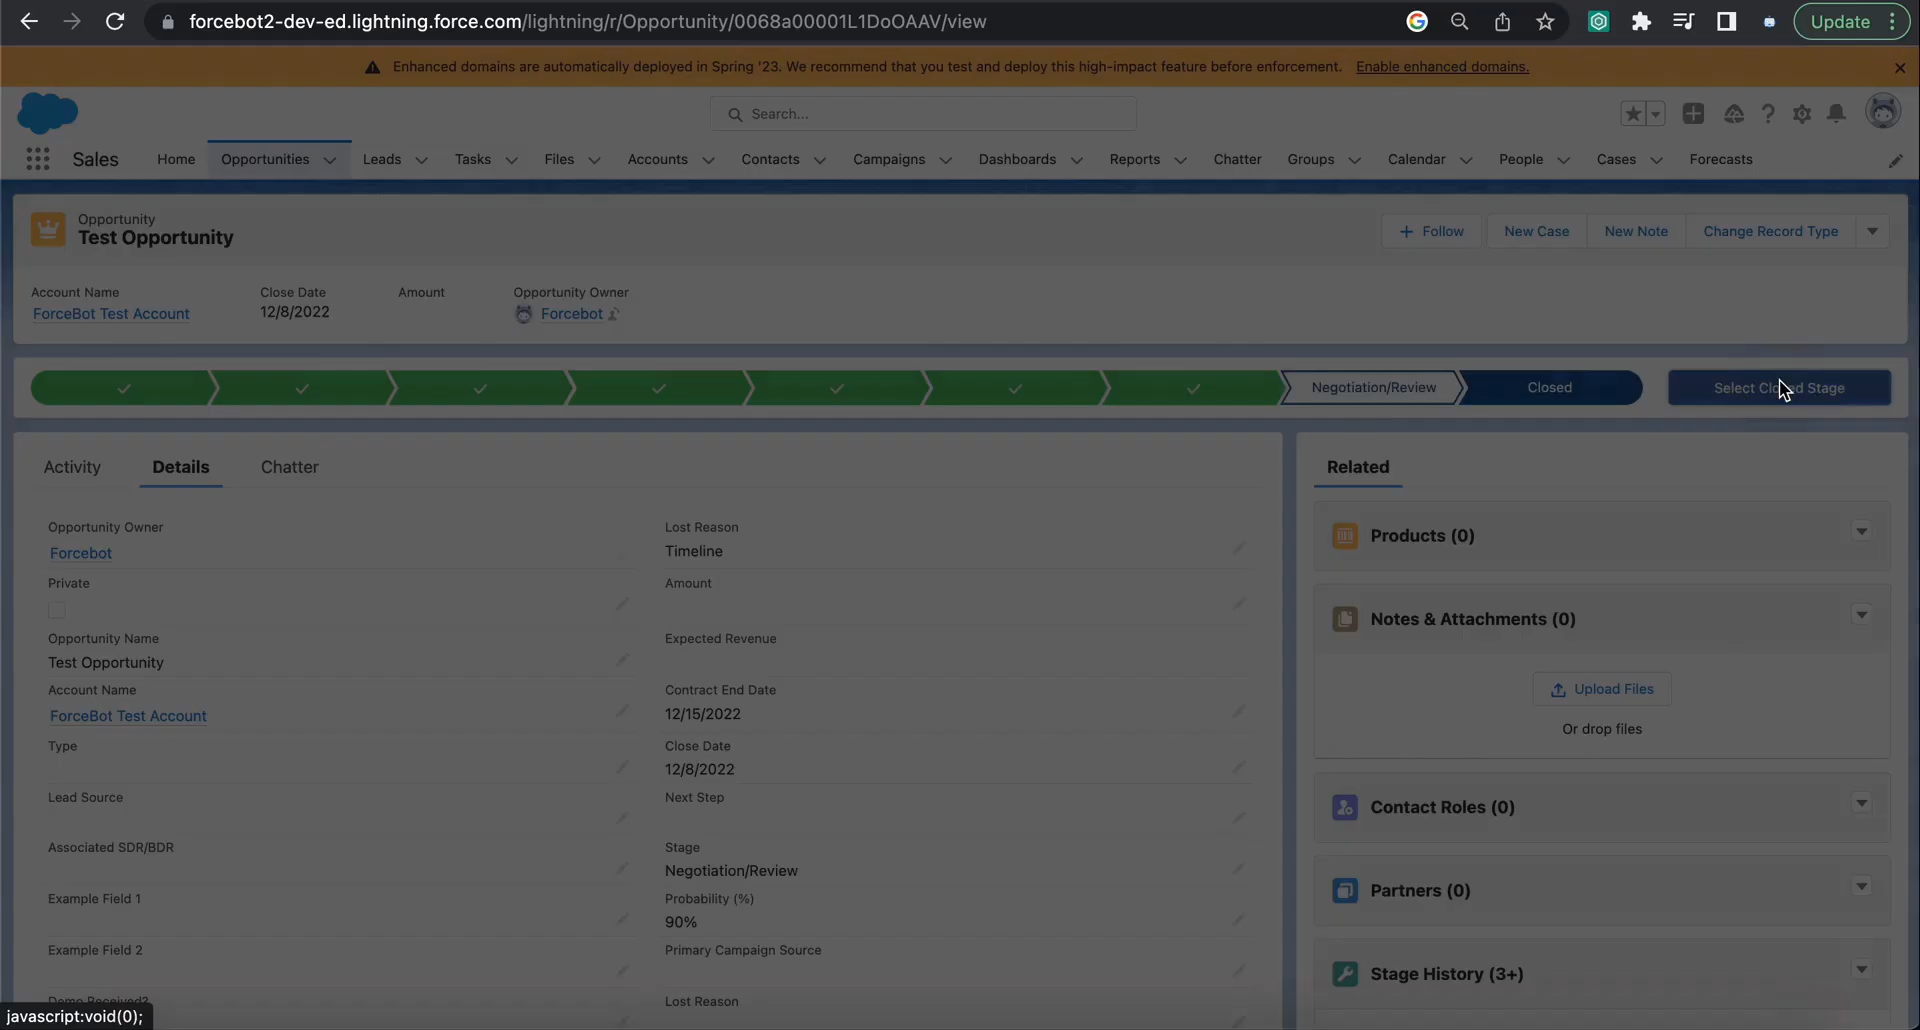 forcebot2-dev-ed.lightning.force.com/lightning/r/Opportunity/0068a00001L1DoOAAV/view
Update
Enhanced domains are automatically deployed in Spring '23. We recommend that you test and deploy this high-impact feature before enforcement. Enable enhanced domains.
Search...
Sales Home Opportunities Leads Tasks Files Accounts Contacts Campaigns Dashboards Reports Chatter Groups Calendar People Cases Forecasts
Opportunity
Test Opportunity
+ Follow New Case New Note Change Record Type
Account Name Close Date Amount Opportunity Owner
ForceBot Test Account 12/8/2022 Forcebot
Negotiation/Review Closed Select Closed Stage
Activity Details Chatter
Opportunity Owner
Forcebot
Private
Opportunity Name
Test Opportunity
Account Name
ForceBot Test Account
Type
Lead Source
Associated SDR/BDR
Example Field 1
Example Field 2
Demo Received?
Lost Reason
Timeline
Amount
Expected Revenue
Contract End Date
12/15/2022
Close Date
12/8/2022
Next Step
Stage
Negotiation/Review
Probability (%)
90%
Primary Campaign Source
Lost Reason
Related
Products (0)
Notes & Attachments (0)
Upload Files
Or drop files
Contact Roles (0)
Partners (0)
Stage History (3+)
javascript:void(0);